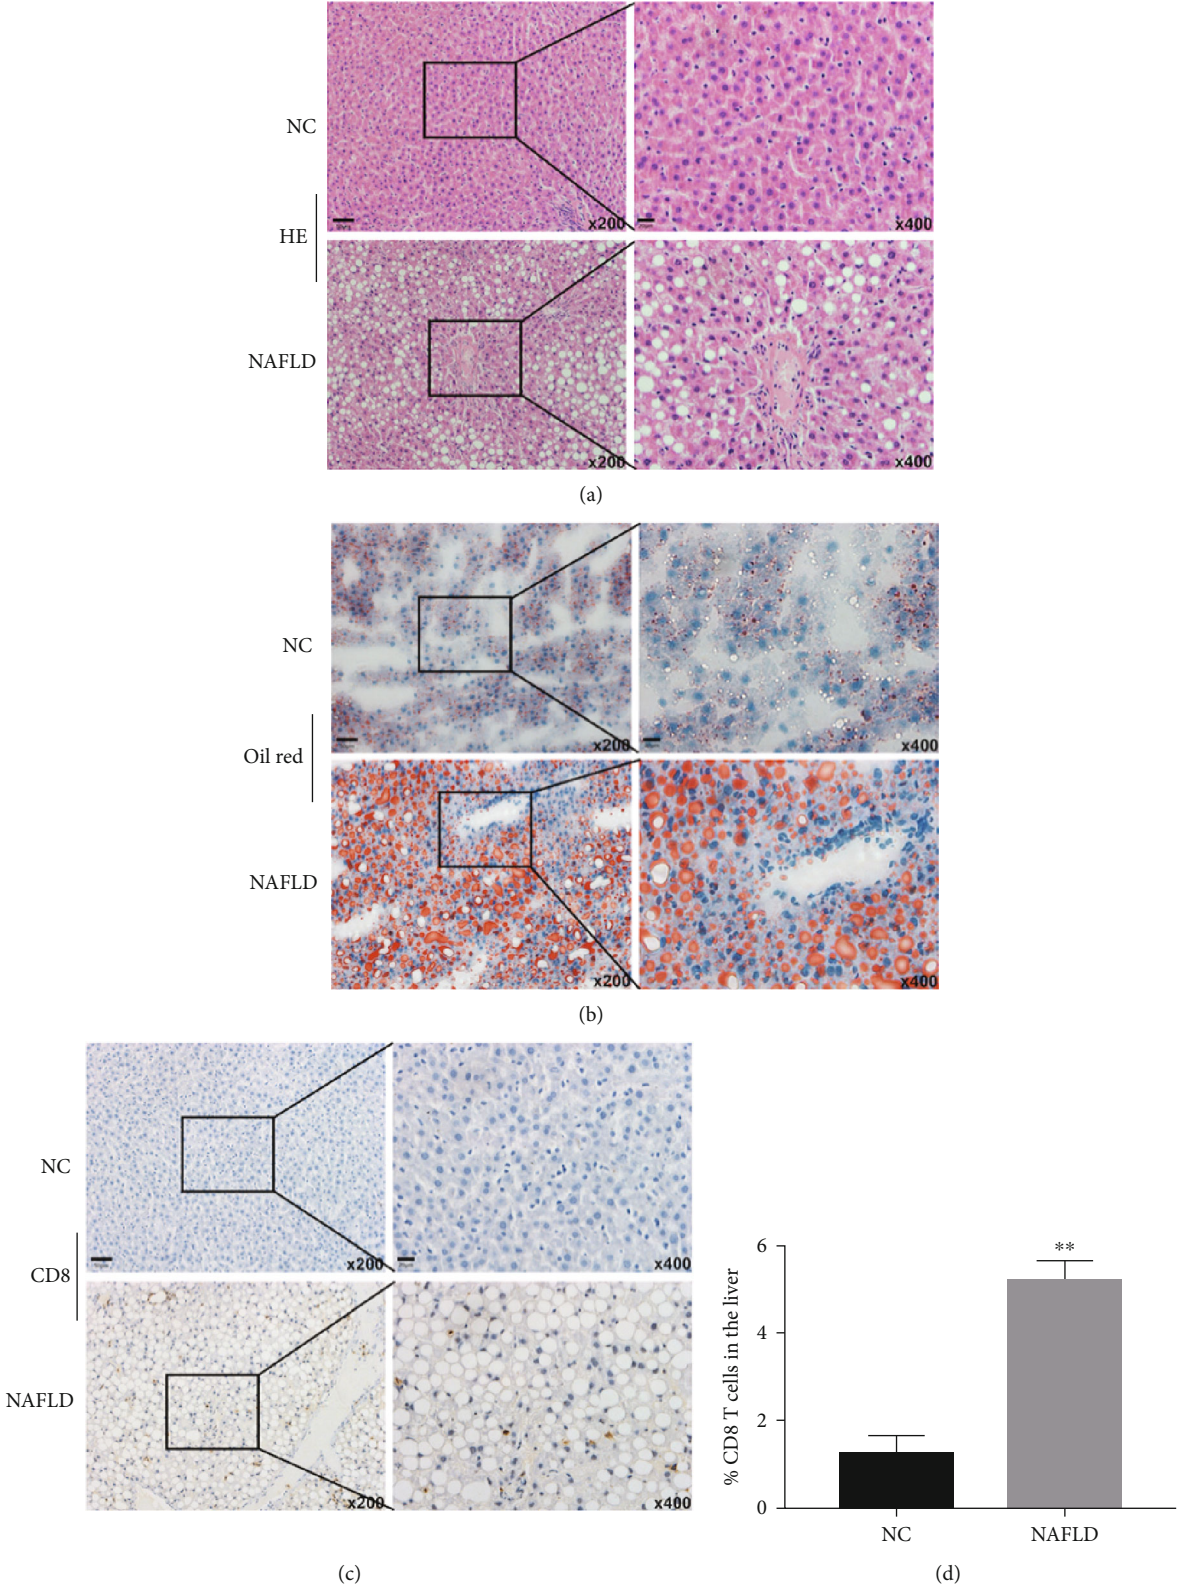 NC
HE
NAFLD
x200
x400
x200
x400
(a)
NC
Oil red
NAFLD
x200
x400
x200
x400
(b)
NC
CD8
NAFLD
x200
x400
x200
x400
(c)
% CD8 T cells in the liver
6
4
2
0
**
NC
NAFLD
(d)